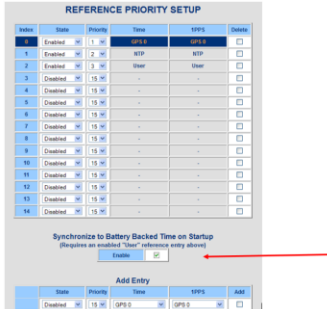 REFERENCE PRIORITY SETUP
Index State Priority Time 1PPS Delete
0 Enabled 1 GPS 0 GPS 0
1 Enabled 2 NTP NTP
2 Enabled 3 User User
3 Disabled 15 - -
4 Disabled 15 - -
5 Disabled 15 - -
6 Disabled 15 - -
7 Disabled 15 - -
8 Disabled 15 - -
9 Disabled 15 - -
10 Disabled 15 - -
11 Disabled 15 - -
12 Disabled 15 - -
13 Disabled 15 - -
14 Disabled 15 - -
Synchronize to Battery Backed Time on Startup
(Requires an enabled "User" reference entry above)
Enable
Add Entry
State Priority Time 1PPS Add
Disabled 15 GPS 0 GPS 0